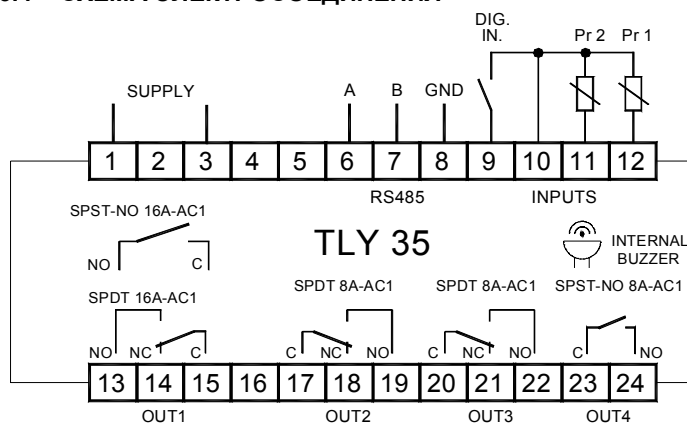 DIG.
IN.
Pr 2 Pr 1
SUPPLY
A B GND
1 2 3 4 5 6 7 8 9 10 11 12
RS485 INPUTS
SPST-NO 16A-AC1
TLY 35
INTERNAL
BUZZER
NO C
SPDT 16A-AC1 SPDT 8A-AC1 SPDT 8A-AC1 SPST-NO 8A-AC1
NO NC C C NC NO C NC NO C NO
13 14 15 16 17 18 19 20 21 22 23 24
OUT1 OUT2 OUT3 OUT4